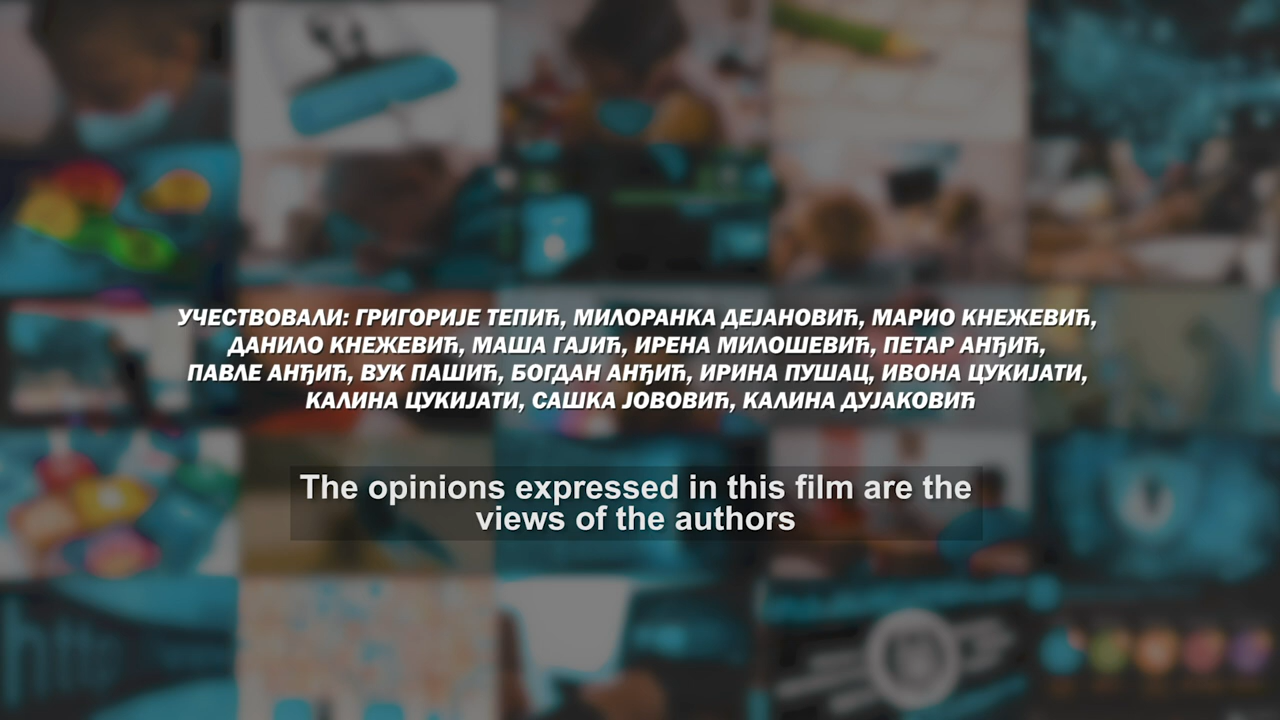 УЧЕСТВОВАЛИ: ГРИГОРИЈЕ ТЕПИЋ, МИЛОРАНКА ДЕЈАНОВИЋ, МАРИО КНЕЖЕВИЋ,
ДАНИЛО КНЕЖЕВИЋ, МАША ГАЈИЋ, ИРЕНА МИЛОШЕВИЋ, ПЕТАР АНЂИЋ,
ПАВЛЕ АНЂИЋ, ВУК ПАШИЋ, БОГДАН АНЂИЋ, ИРИНА ПУШАЦ, ИВОНА ЦУКИЈАТИ,
КАЛИНА ЦУКИЈАТИ, САШКА ЈОВОВИЋ, КАЛИНА ДУЈАКОВИЋ
The opinions expressed in this film are the
views of the authors
http